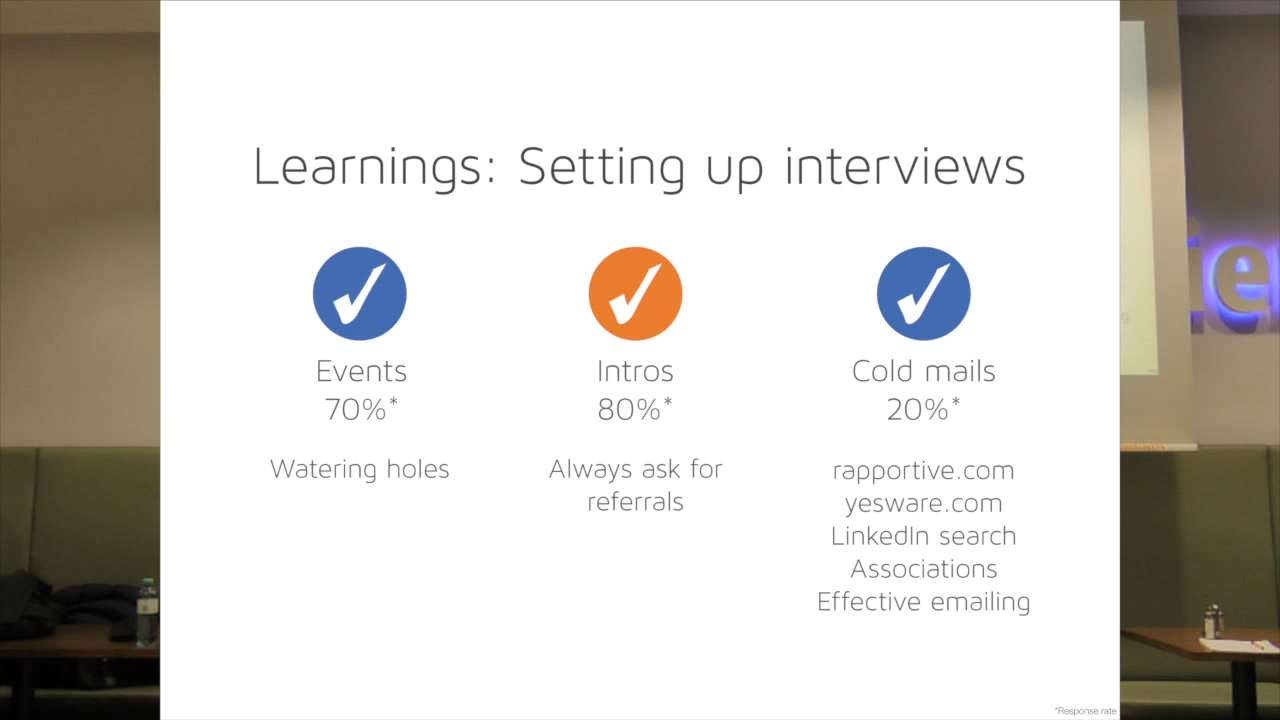 Learnings: Setting up interviews
Events
70%*
Watering holes
Intros
80%*
Always ask for
referrals
Cold mails
20%*
rapportive.com
yesware.com
LinkedIn search
Associations
Effective emailing
*Response rate